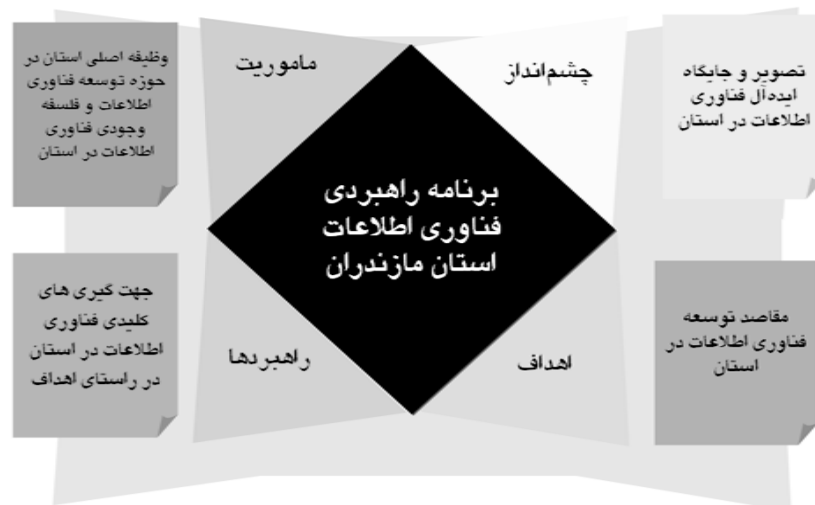 چشم‌انداز
تصویر و جایگاه
ایده‌آل فناوری
اطلاعات در استان
ماموریت
وظیفه اصلی استان در
حوزه توسعه فناوری
اطلاعات و فلسفه
وجودی فناوری
اطلاعات در استان
برنامه راهبردی
فناوری اطلاعات
استان مازندران
اهداف
مقاصد توسعه
فناوری اطلاعات در
استان
راهبردها
جهت گیری های
کلیدی فناوری
اطلاعات در استان
در راستای اهداف